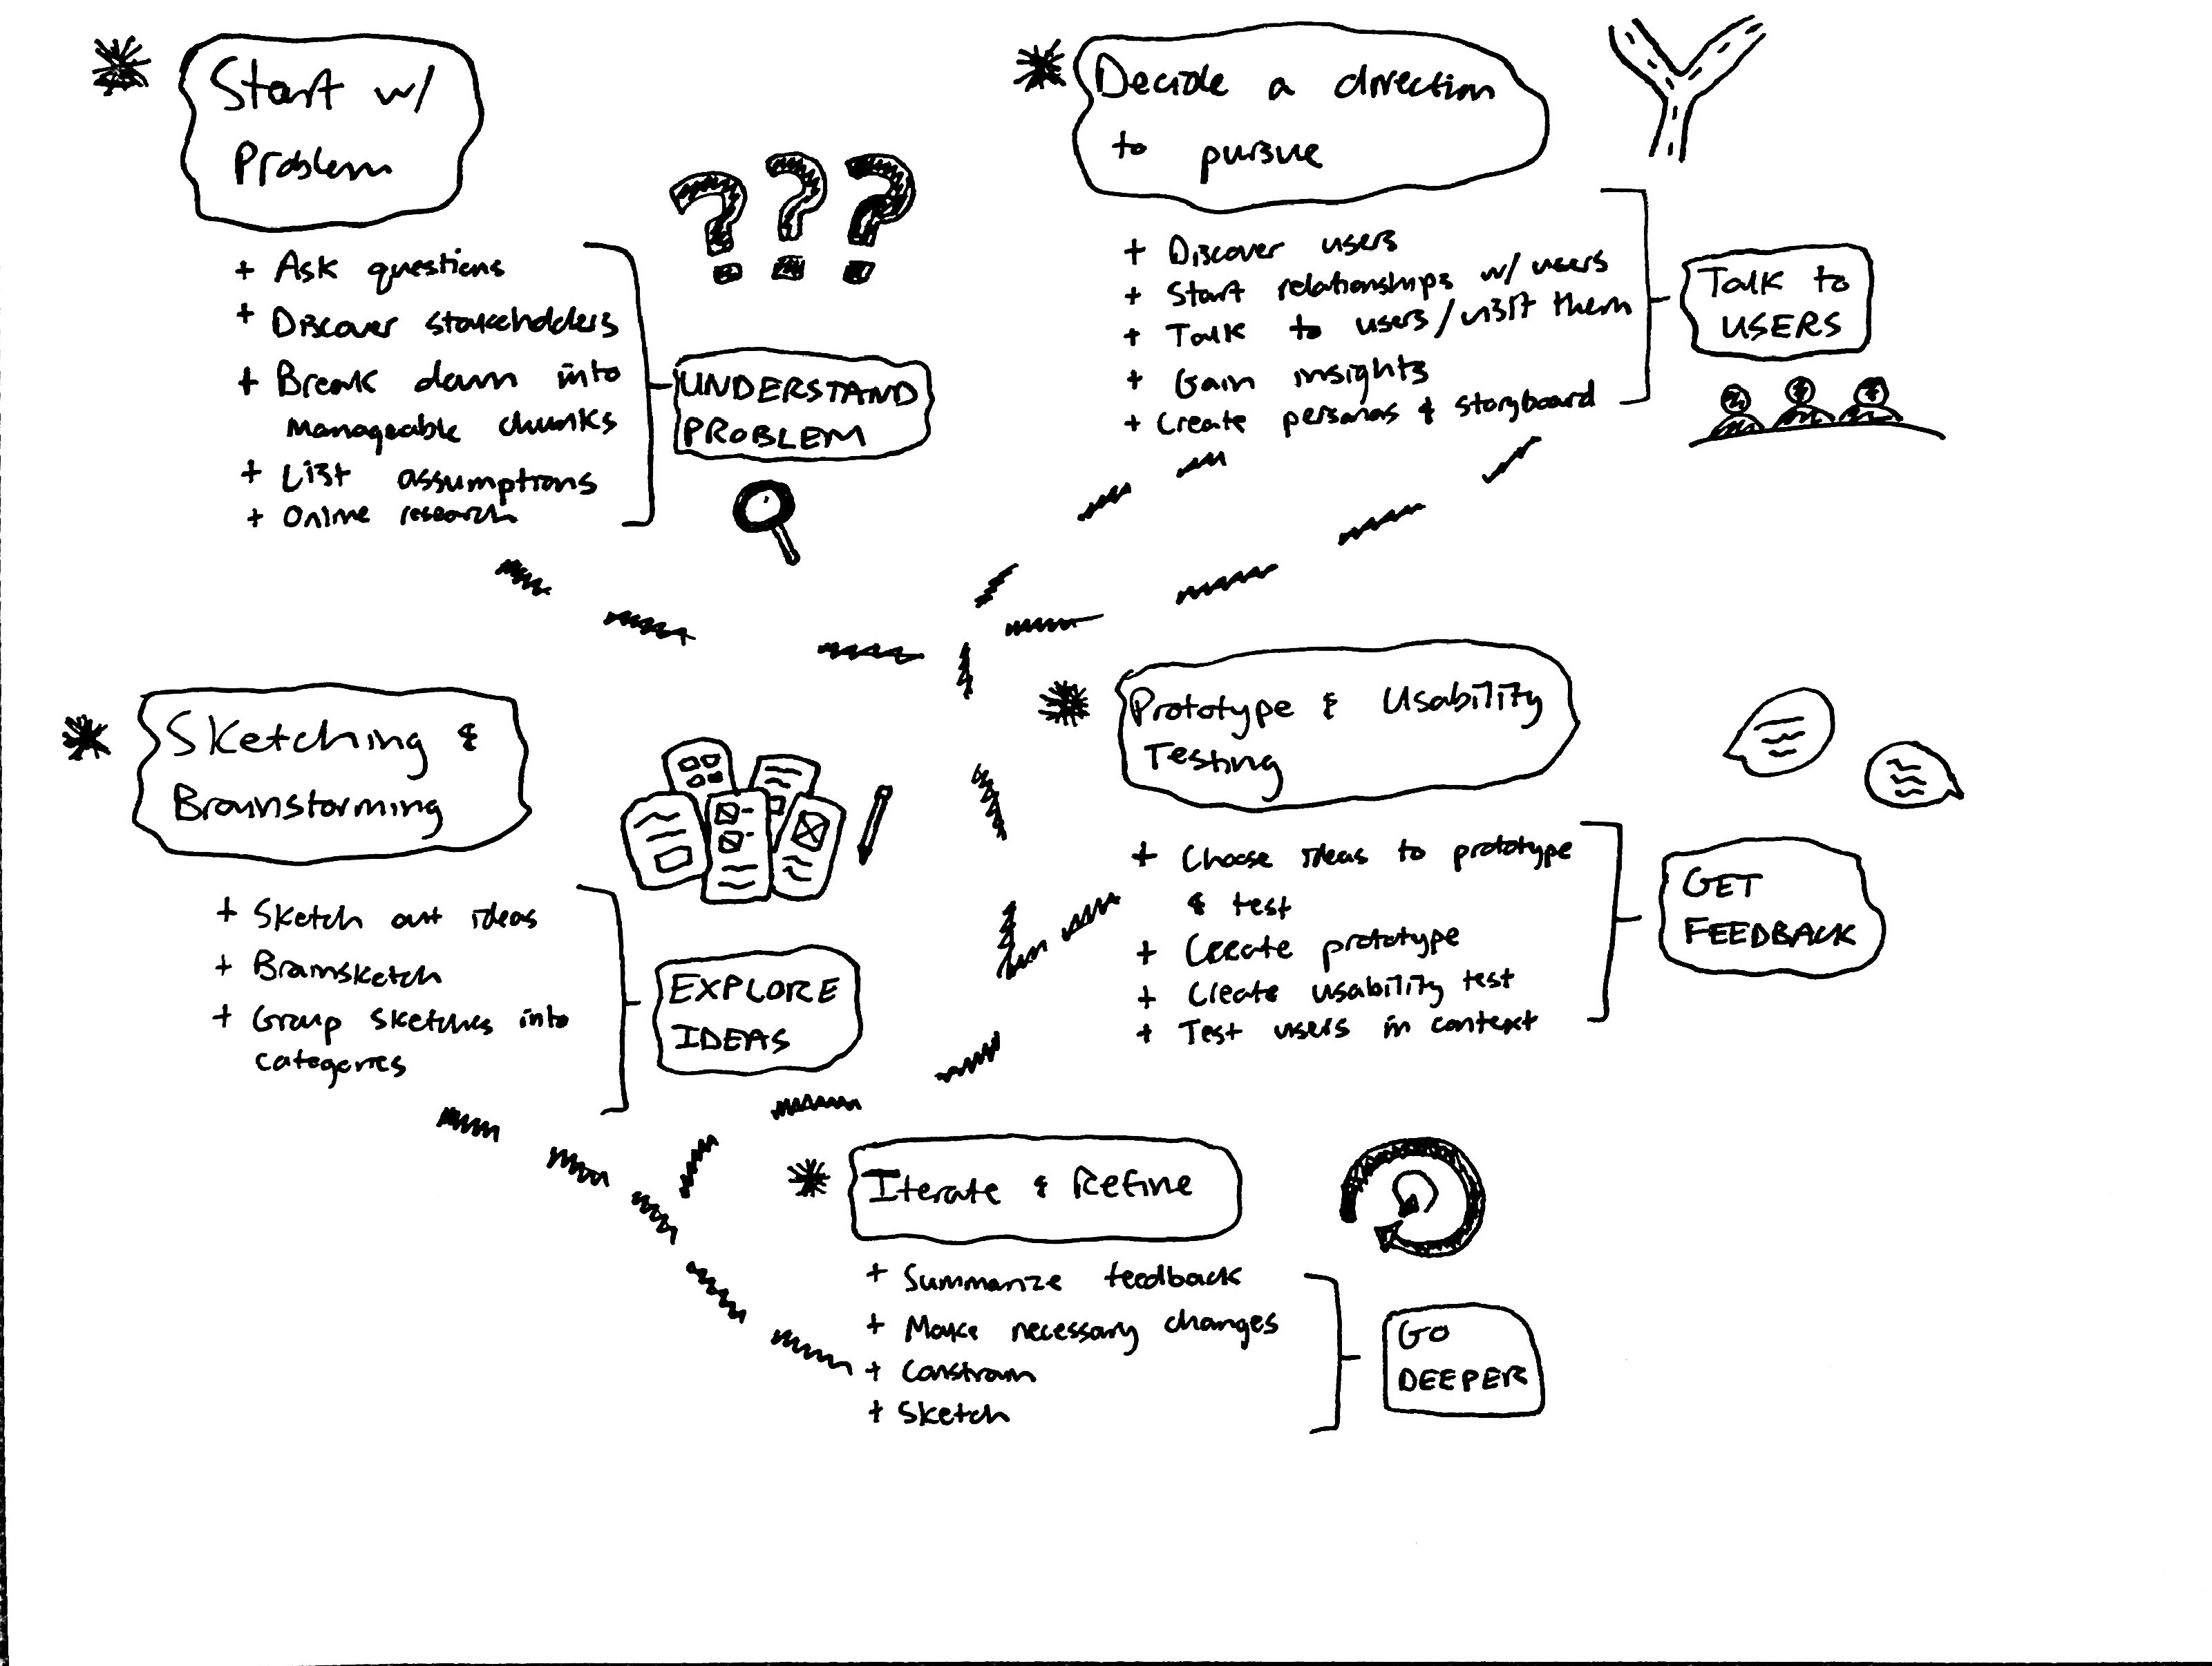 Start w/
Problem
+ Ask questions
+ Discover stakeholders
+ Break down into
manageable chunks
+ List assumptions
+ Online research
UNDERSTAND
PROBLEM
Decide a direction
to pursue
+ Discover users
+ Start relationships w/ users
+ Talk to users/visit them
+ Gain insights
+ Create personas & storyboard
Talk to
USERS
Sketching &
Brainstorming
+ Sketch out ideas
+ Brainsketch
+ Group sketches into
categories
EXPLORE
IDEAS
Prototype & Usability
Testing
+ Choose ideas to prototype
& test
+ Create prototype
+ Create usability test
+ Test users in context
GET
FEEDBACK
Iterate & Refine
+ Summarize feedback
+ Make necessary changes
+ Constrain
+ Sketch
GO
DEEPER